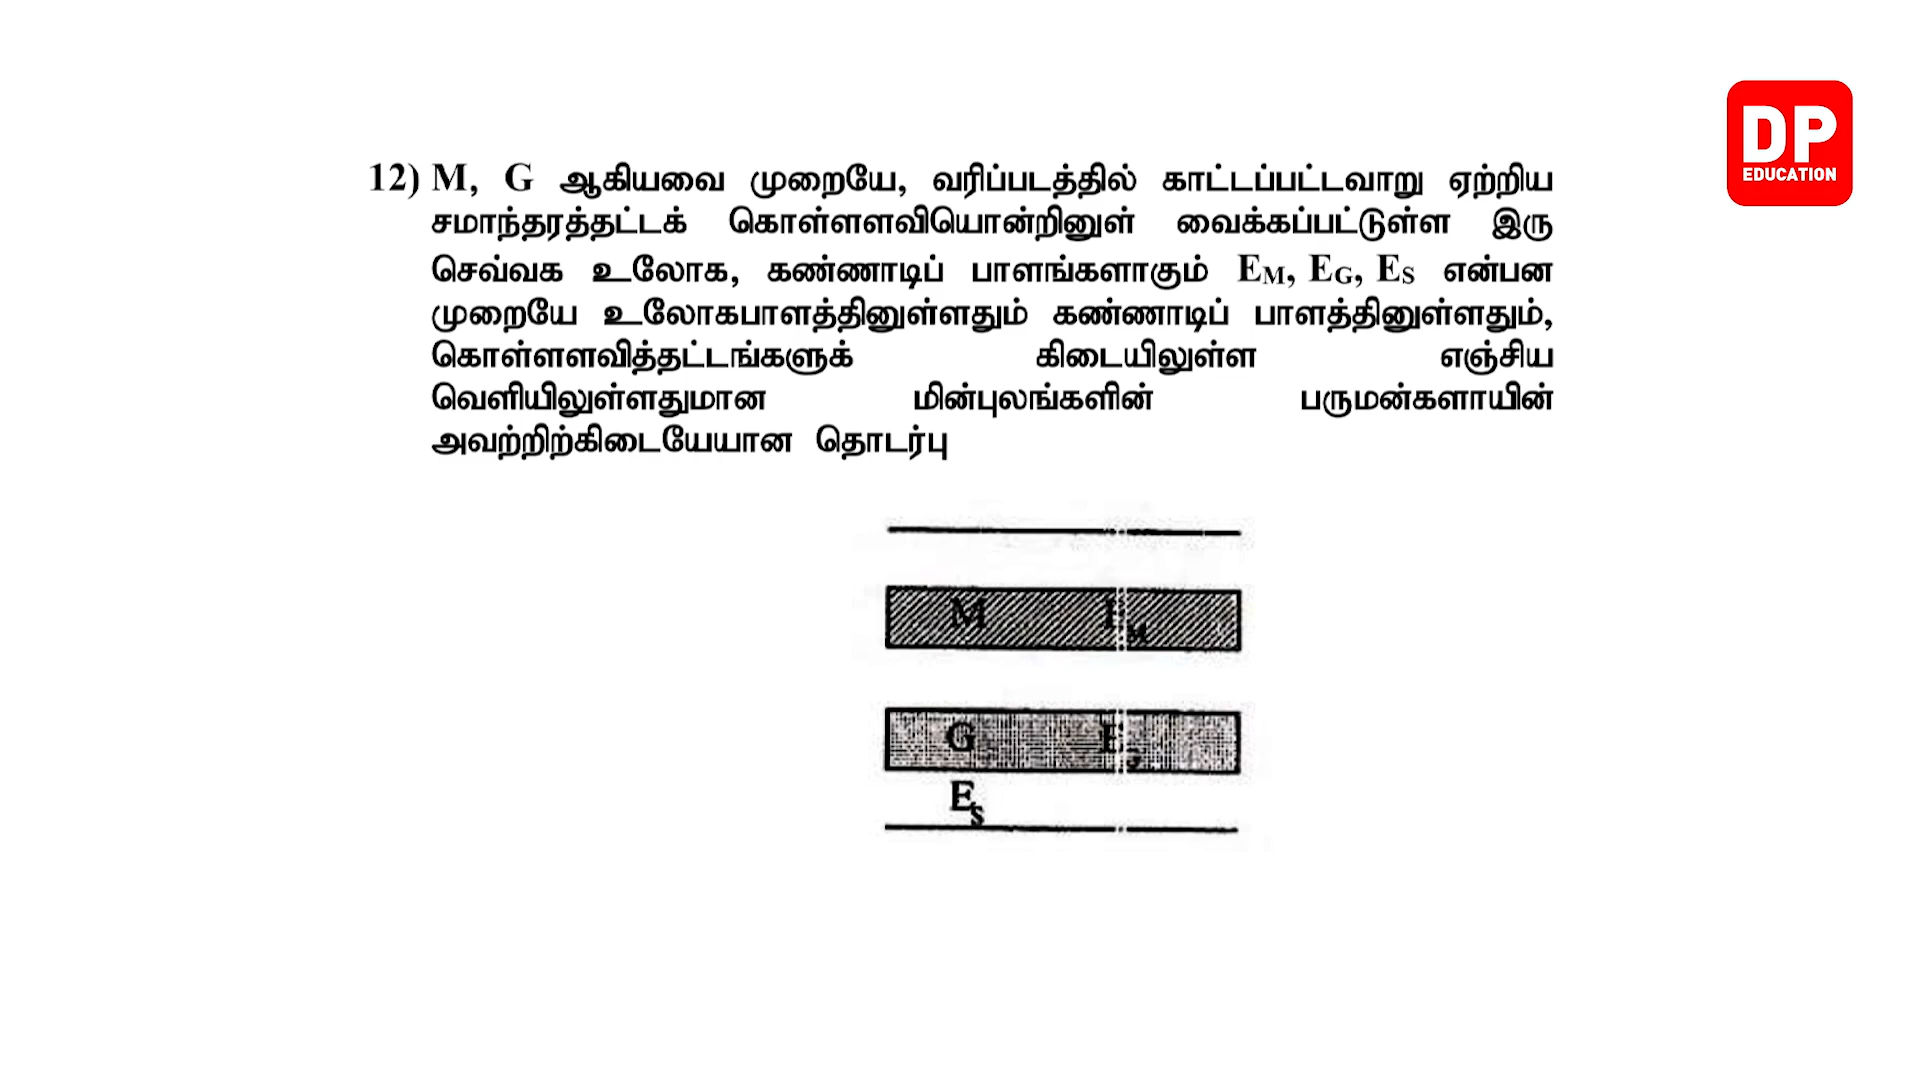 DP
EDUCATION
12) M, G ஆகியவை முறையே, வரிப்படத்தில் காட்டப்பட்டவாறு ஏற்றிய
சமாந்தரத்தட்டக் கொள்ளளவியொன்றினுள் வைக்கப்பட்டுள்ள இரு
செவ்வக உலோக, கண்ணாடிப் பாளங்களாகும் EM, EG, ES என்பன
முறையே உலோகபாளத்தினுள்ளதும் கண்ணாடிப் பாளத்தினுள்ளதும்,
கொள்ளளவித்தட்டங்களுக் கிடையிலுள்ள எஞ்சிய
வெளியிலுள்ளதுமான மின்புலங்களின் பருமன்களாயின்
அவற்றிற்கிடையேயான தொடர்பு
M
G
ES